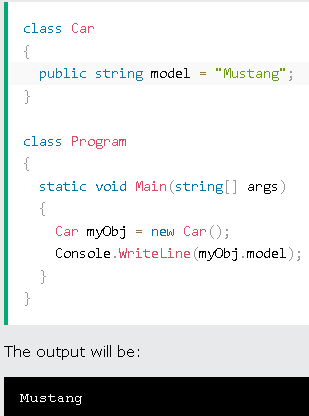 class Car
{
  public string model = "Mustang";
}

class Program
{
  static void Main(string[] args)
  {
    Car myObj = new Car();
    Console.WriteLine(myObj.model);
  }
}
The output will be:
Mustang